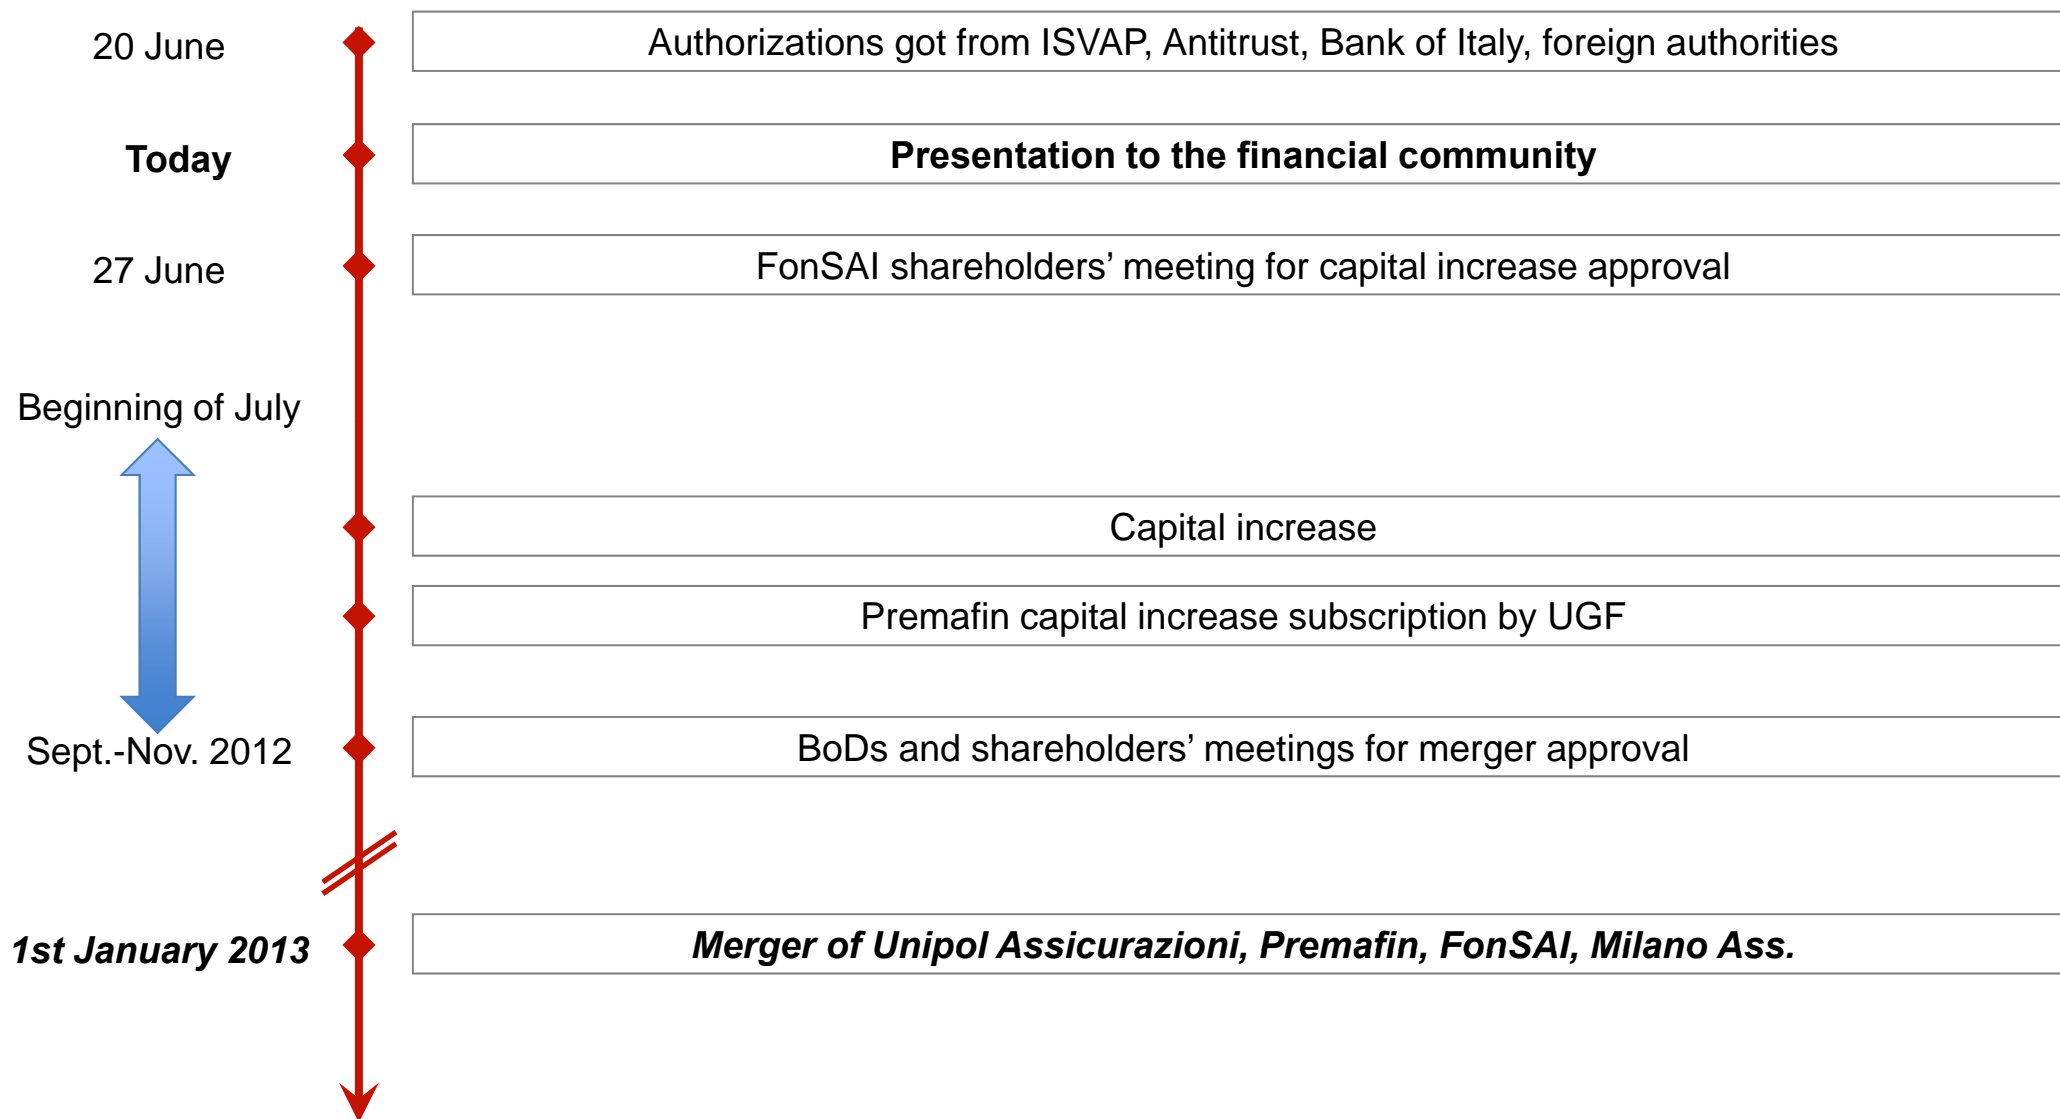 20 June
Authorizations got from ISVAP, Antitrust, Bank of Italy, foreign authorities
Today
Presentation to the financial community
27 June
FonSAI shareholders’ meeting for capital increase approval
Beginning of July
Capital increase
Premafin capital increase subscription by UGF
Sept.-Nov. 2012
BoDs and shareholders’ meetings for merger approval
1st January 2013
Merger of Unipol Assicurazioni, Premafin, FonSAI, Milano Ass.